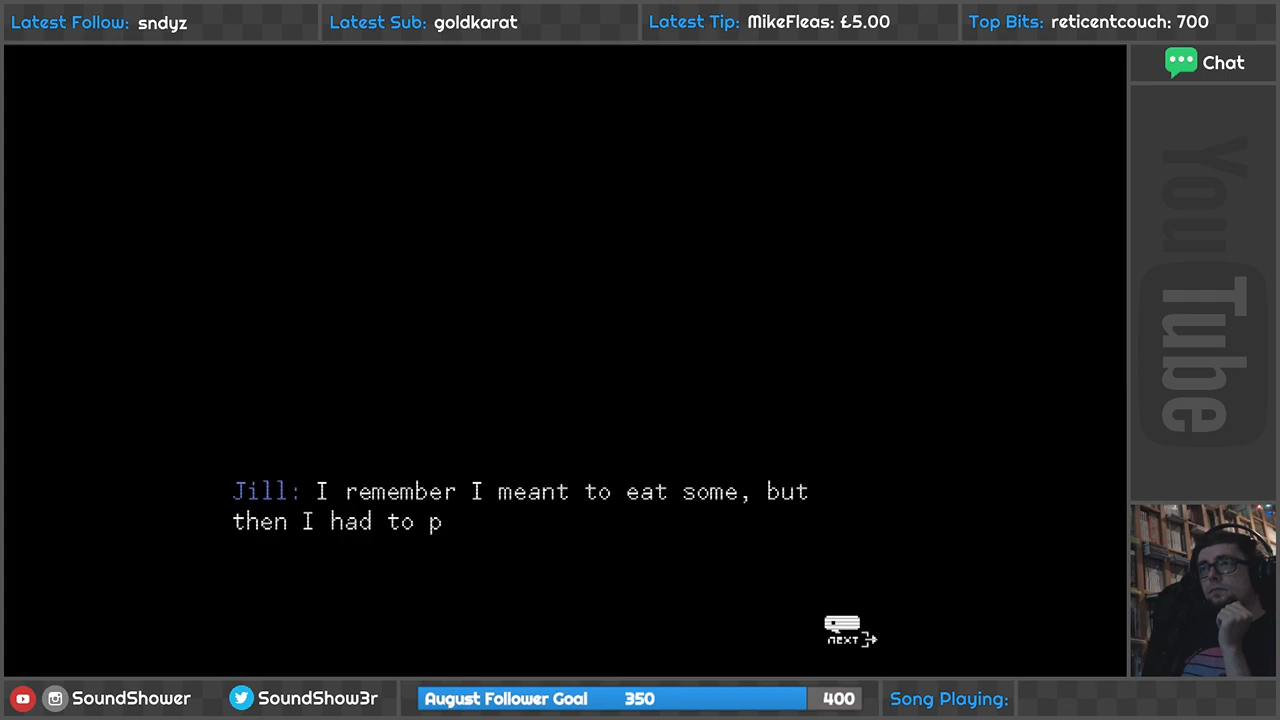 Latest Follow: sndyz
Latest Sub: goldkarat
Latest Tip: MikeFleas: £5.00
Top Bits: reticentcouch: 700
Chat
YouTube
Jill: I remember I meant to eat some, but
then I had to p
NEXT
SoundShower
SoundShow3r
August Follower Goal 350 400
Song Playing: